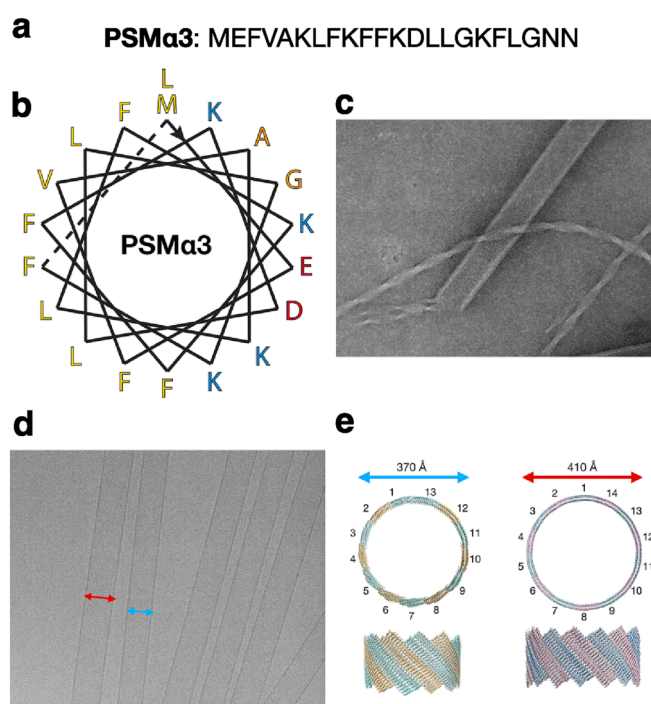 a
PSMα3: MEFVAKLFKFFKDLLGKFLGNN
b
L
F M K
L A
V G
F K
PSMα3
F E
L D
L K
F F K
c
d
e
370 Å
1 13
2 12
3 11
4 10
5 9
6 7 8
410 Å
1
2 14
3 13
4 12
5 11
6 10
7 8 9